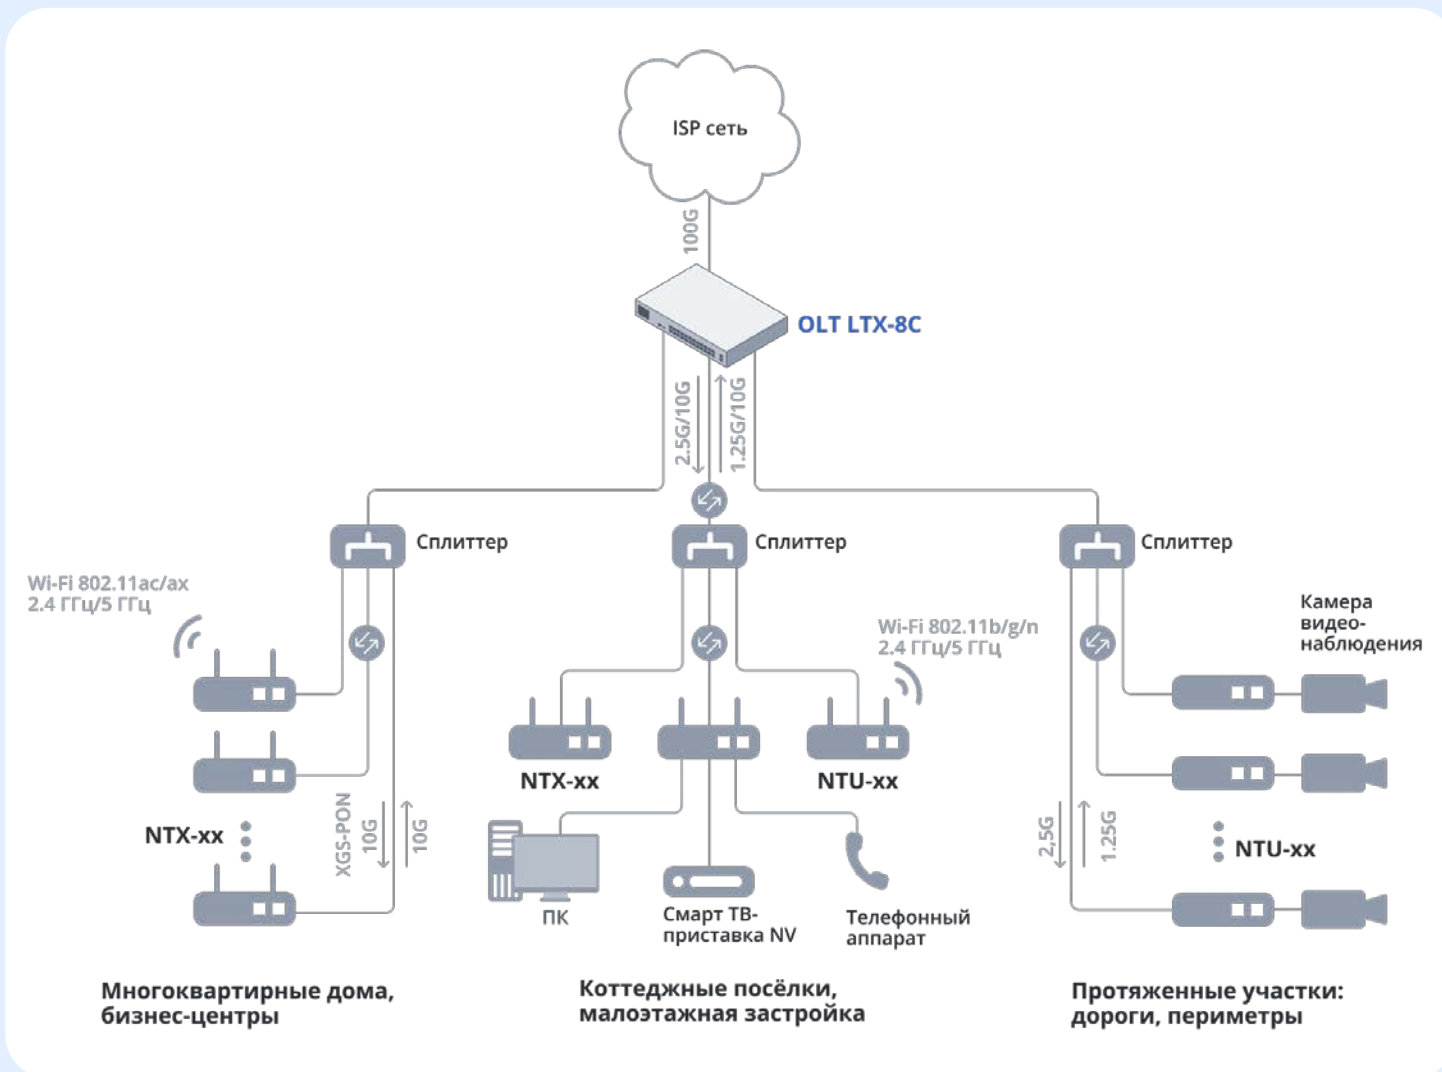 ISP сеть
100G
OLT LTX-8C
2.5G/10G
1.25G/10G
Сплиттер
Сплиттер
Сплиттер
Wi-Fi 802.11ac/ax
2.4 ГГц/5 ГГц
Wi-Fi 802.11b/g/n
2.4 ГГц/5 ГГц
Камера
видео-
наблюдения
NTX-xx
NTU-xx
NTX-xx
XGS-PON
10G
10G
2,5G
1.25G
NTU-xx
ПК
Смарт ТВ-
приставка NV
Телефонный
аппарат
Многоквартирные дома,
бизнес-центры
Коттеджные посёлки,
малоэтажная застройка
Протяженные участки:
дороги, периметры